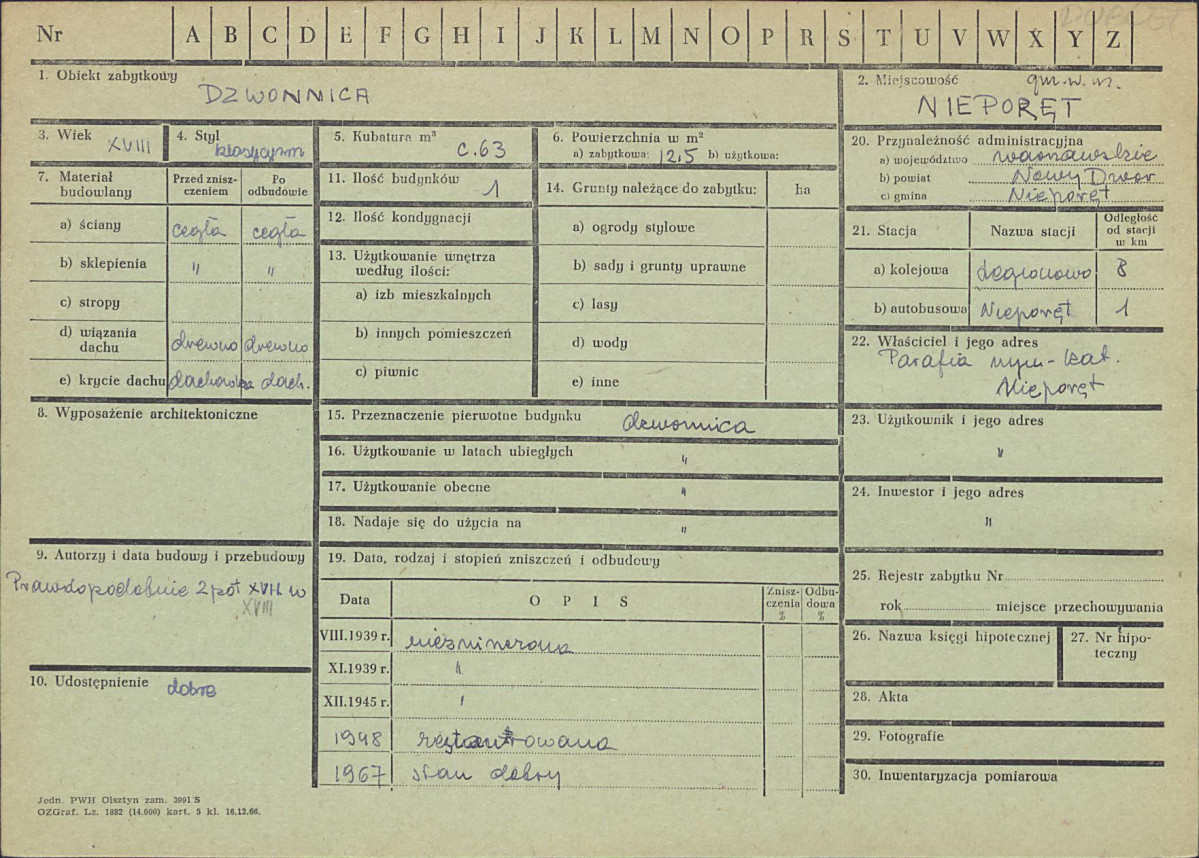 Nr A B C D E F G H I J K L M N O P R S T U V W X Y Z
1. Obiekt zabytkowy
DZWONNICA
2. Miejscowość gm. w. m.
NIEPORĘT
3. Wiek XVIII
4. Styl klasycyzm
5. Kubatura m³ c. 63
6. Powierzchnia w m²
a) zabytkowa: 12,5 b) użytkowa:
7. Materiał budowlany
Przed zniszczeniem
Po odbudowie
a) ściany cegła cegła
b) sklepienia " "
c) stropy
d) wiązania dachu drewno drewno
e) krycie dachu dachówka dach.
8. Wyposażenie architektoniczne
9. Autorzy i data budowy i przebudowy
Prawdopodobnie 2 poł XVII w
XVIII
10. Udostępnienie dobre
11. Ilość budynków 1
12. Ilość kondygnacji
13. Użytkowanie wnętrza według ilości:
a) izb mieszkalnych
b) innych pomieszczeń
c) piwnic
14. Grunty należące do zabytku: ha
a) ogrody stylowe
b) sady i grunty uprawne
c) lasy
d) wody
e) inne
15. Przeznaczenie pierwotne budynku dzwonnica
16. Użytkowanie w latach ubiegłych "
17. Użytkowanie obecne "
18. Nadaje się do użycia na "
19. Data, rodzaj i stopień zniszczeń i odbudowy
Data OPIS Zniszczenia % Odbudowa %
VIII.1939 r. niezniszczona
XI.1939 r. "
XII.1945 r. "
1948 restaurowana
1967 stan dobry
20. Przynależność administracyjna
a) województwo warszawskie
b) powiat Nowy Dwór
c) gmina Nieporęt
21. Stacja Nazwa stacji Odległość od stacji w km
a) kolejowa Legionowo 8
b) autobusowa Nieporęt 1
22. Właściciel i jego adres
Parafia rzym-kat.
Nieporęt
23. Użytkownik i jego adres
"
24. Inwestor i jego adres
"
25. Rejestr zabytku Nr
rok miejsce przechowywania
26. Nazwa księgi hipotecznej
27. Nr hipoteczny
28. Akta
29. Fotografie
30. Inwentaryzacja pomiarowa
Jedn. PWH Olsztyn zam. 3991 S
OZGraf. Lz. 1882 (14.000) kart. 5 kl. 16.12.66.